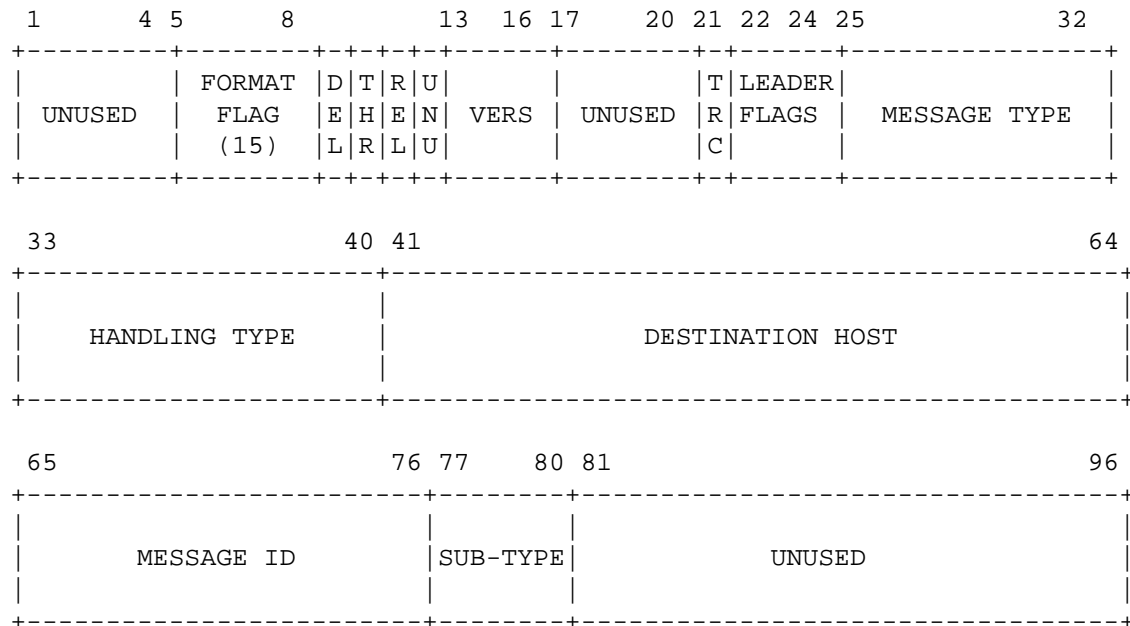 1 4 5 8 13 16 17 20 21 22 24 25 32
+---------+--------+-+-+-+-+------+--------+-+------+----------------+
| | FORMAT |D|T|R|U| | |T|LEADER| |
| UNUSED | FLAG |E|H|E|N| VERS | UNUSED |R|FLAGS | MESSAGE TYPE |
| | (15) |L|R|L|U| | |C| | |
+---------+--------+-+-+-+-+------+--------+-+------+----------------+
33 40 41 64
+----------------------+----------------------------------------------+
| | |
| HANDLING TYPE | DESTINATION HOST |
| | |
+----------------------+----------------------------------------------+
65 76 77 80 81 96
+-------------------------+--------+----------------------------------+
| | | |
| MESSAGE ID |SUB-TYPE| UNUSED |
| | | |
+-------------------------+--------+----------------------------------+